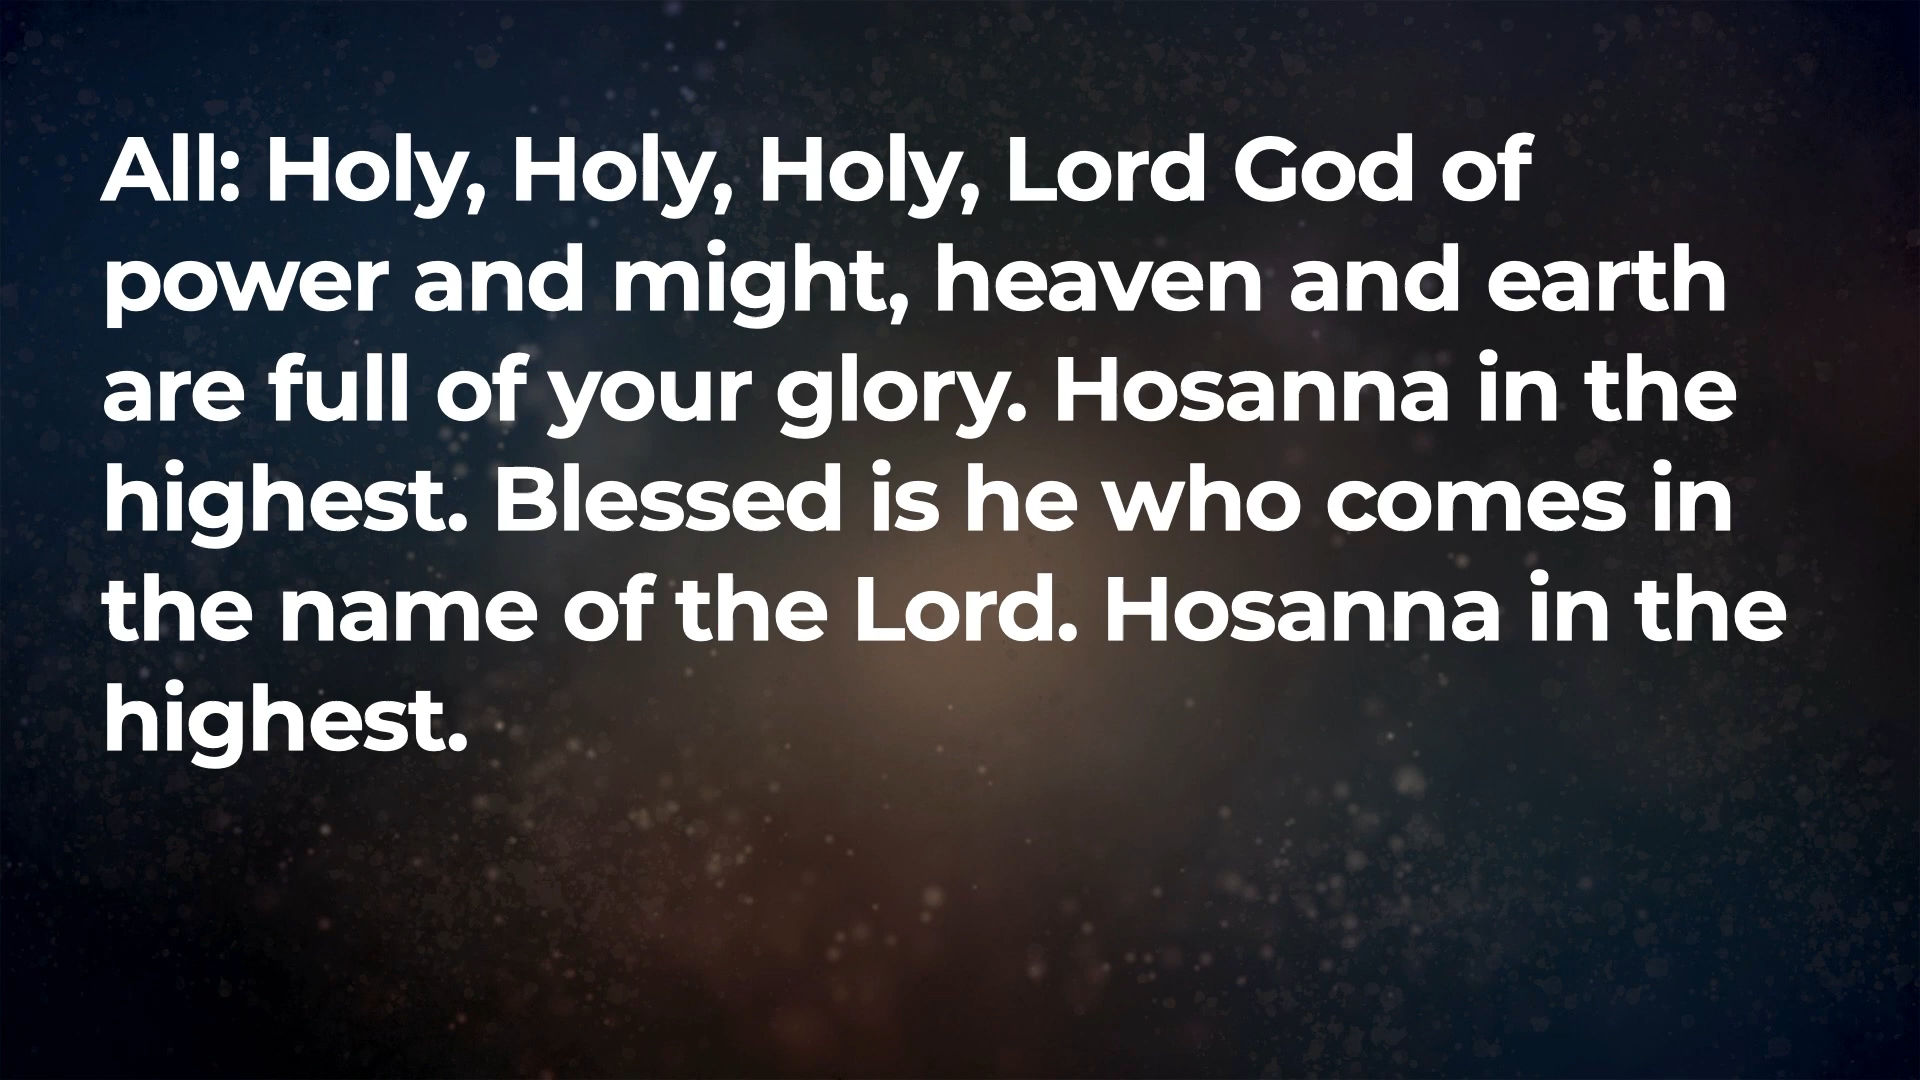 All: Holy, Holy, Holy, Lord God of
power and might, heaven and earth
are full of your glory. Hosanna in the
highest. Blessed is he who comes in
the name of the Lord. Hosanna in the
highest.